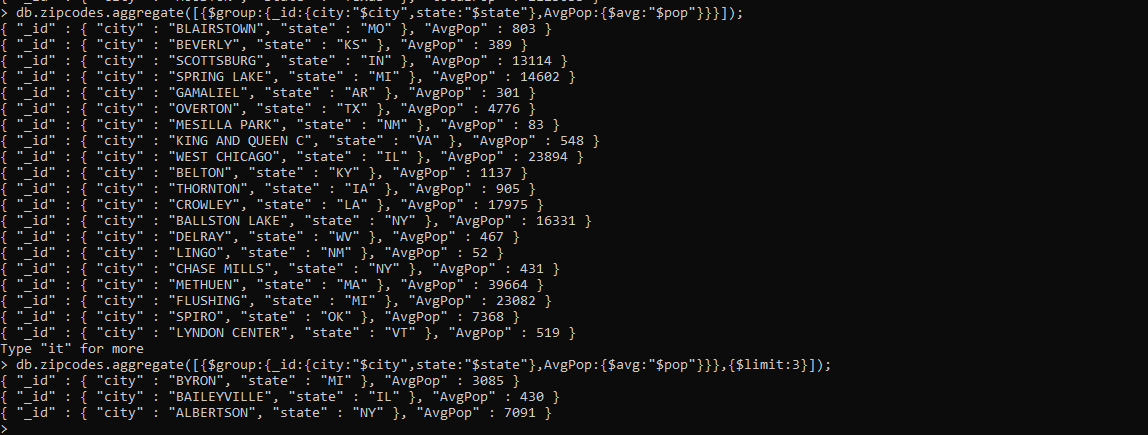 > db.zipcodes.aggregate([{$group:{_id:{city:"$city",state:"$state"},AvgPop:{$avg:"$pop"}}}]);
{ "_id" : { "city" : "BLAIRSTOWN", "state" : "MO" }, "AvgPop" : 803 }
{ "_id" : { "city" : "BEVERLY", "state" : "KS" }, "AvgPop" : 389 }
{ "_id" : { "city" : "SCOTTSBURG", "state" : "IN" }, "AvgPop" : 13114 }
{ "_id" : { "city" : "SPRING LAKE", "state" : "MI" }, "AvgPop" : 14602 }
{ "_id" : { "city" : "GAMALIEL", "state" : "AR" }, "AvgPop" : 301 }
{ "_id" : { "city" : "OVERTON", "state" : "TX" }, "AvgPop" : 4776 }
{ "_id" : { "city" : "MESILLA PARK", "state" : "NM" }, "AvgPop" : 83 }
{ "_id" : { "city" : "KING AND QUEEN C", "state" : "VA" }, "AvgPop" : 548 }
{ "_id" : { "city" : "WEST CHICAGO", "state" : "IL" }, "AvgPop" : 23894 }
{ "_id" : { "city" : "BELTON", "state" : "KY" }, "AvgPop" : 1137 }
{ "_id" : { "city" : "THORNTON", "state" : "IA" }, "AvgPop" : 905 }
{ "_id" : { "city" : "CROWLEY", "state" : "LA" }, "AvgPop" : 17975 }
{ "_id" : { "city" : "BALLSTON LAKE", "state" : "NY" }, "AvgPop" : 16331 }
{ "_id" : { "city" : "DELRAY", "state" : "WV" }, "AvgPop" : 467 }
{ "_id" : { "city" : "LINGO", "state" : "NM" }, "AvgPop" : 52 }
{ "_id" : { "city" : "CHASE MILLS", "state" : "NY" }, "AvgPop" : 431 }
{ "_id" : { "city" : "METHUEN", "state" : "MA" }, "AvgPop" : 39664 }
{ "_id" : { "city" : "FLUSHING", "state" : "MI" }, "AvgPop" : 23082 }
{ "_id" : { "city" : "SPIRO", "state" : "OK" }, "AvgPop" : 7368 }
{ "_id" : { "city" : "LYNDON CENTER", "state" : "VT" }, "AvgPop" : 519 }
Type "it" for more
> db.zipcodes.aggregate([{$group:{_id:{city:"$city",state:"$state"},AvgPop:{$avg:"$pop"}}},{$limit:3}]);
{ "_id" : { "city" : "BYRON", "state" : "MI" }, "AvgPop" : 3085 }
{ "_id" : { "city" : "BAILEYVILLE", "state" : "IL" }, "AvgPop" : 430 }
{ "_id" : { "city" : "ALBERTSON", "state" : "NY" }, "AvgPop" : 7091 }
>